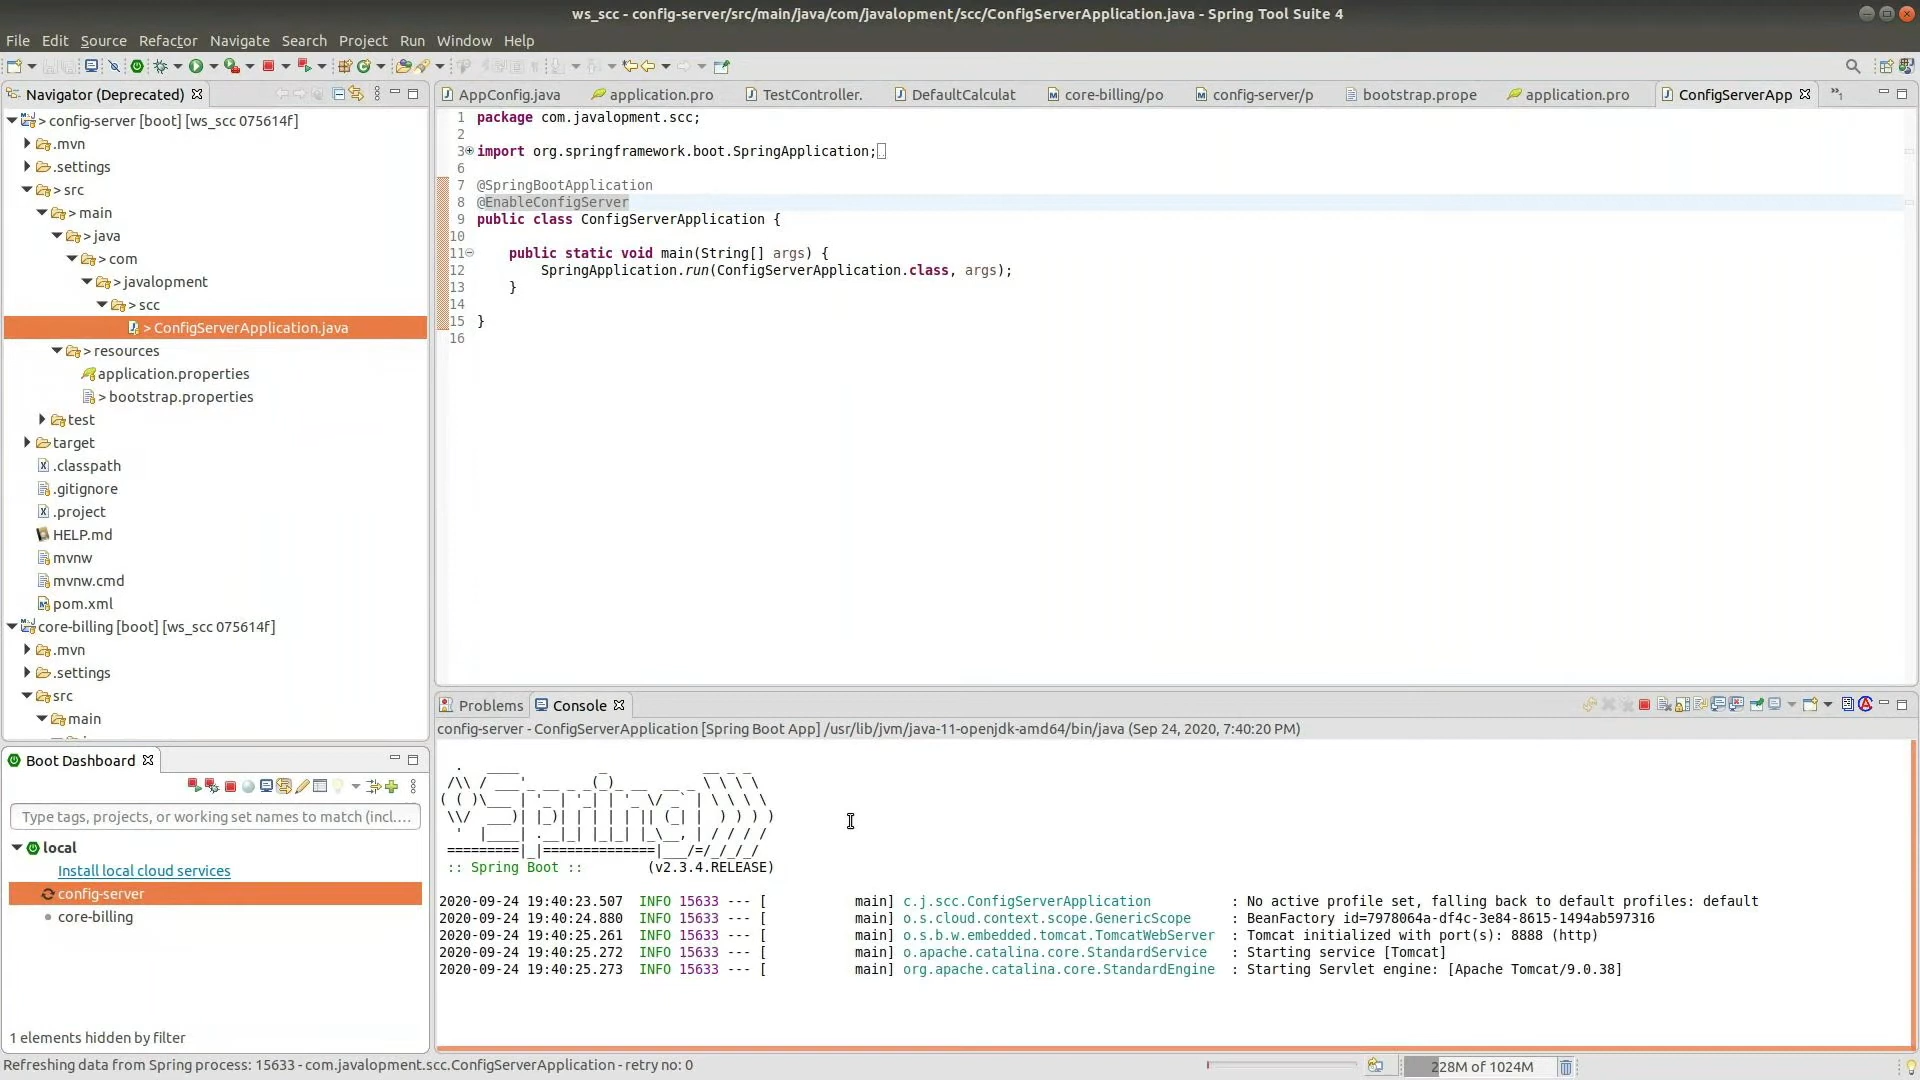 ws_scc - config-server/src/main/java/com/javalopment/scc/ConfigServerApplication.java - Spring Tool Suite 4
File Edit Source Refactor Navigate Search Project Run Window Help
Navigator (Deprecated)
> config-server [boot] [ws_scc 075614f]
.mvn
.settings
> src
> main
> java
> com
> javalopment
> scc
> ConfigServerApplication.java
> resources
application.properties
> bootstrap.properties
test
target
.classpath
.gitignore
.project
HELP.md
mvnw
mvnw.cmd
pom.xml
core-billing [boot] [ws_scc 075614f]
.mvn
.settings
src
main
AppConfig.java application.pro TestController. DefaultCalculat core-billing/po config-server/p bootstrap.prope application.pro ConfigServerApp »1
1 package com.javalopment.scc;
2
3 import org.springframework.boot.SpringApplication;
6
7 @SpringBootApplication
8 @EnableConfigServer
9 public class ConfigServerApplication {
10
11 public static void main(String[] args) {
12 SpringApplication.run(ConfigServerApplication.class, args);
13 }
14
15 }
16
Boot Dashboard
Type tags, projects, or working set names to match (incl....
local
Install local cloud services
config-server
core-billing
1 elements hidden by filter
Problems Console
config-server - ConfigServerApplication [Spring Boot App] /usr/lib/jvm/java-11-openjdk-amd64/bin/java (Sep 24, 2020, 7:40:20 PM)
  .   ____          _            __ _ _
 /\\ / ___'_ __ _ _(_)_ __  __ _ \ \ \ \
( ( )\___ | '_ | '_| | '_ \/ _` | \ \ \ \
 \\/  ___)| |_)| | | | | || (_| |  ) ) ) )
  '  |____| .__|_| |_|_| |_\__, | / / / /
 =========|_|==============|___/=/_/_/_/
 :: Spring Boot ::        (v2.3.4.RELEASE)
2020-09-24 19:40:23.507  INFO 15633 --- [           main] c.j.scc.ConfigServerApplication          : No active profile set, falling back to default profiles: default
2020-09-24 19:40:24.880  INFO 15633 --- [           main] o.s.cloud.context.scope.GenericScope     : BeanFactory id=7978064a-df4c-3e84-8615-1494ab597316
2020-09-24 19:40:25.261  INFO 15633 --- [           main] o.s.b.w.embedded.tomcat.TomcatWebServer  : Tomcat initialized with port(s): 8888 (http)
2020-09-24 19:40:25.272  INFO 15633 --- [           main] o.apache.catalina.core.StandardService   : Starting service [Tomcat]
2020-09-24 19:40:25.273  INFO 15633 --- [           main] org.apache.catalina.core.StandardEngine  : Starting Servlet engine: [Apache Tomcat/9.0.38]
Refreshing data from Spring process: 15633 - com.javalopment.scc.ConfigServerApplication - retry no: 0
228M of 1024M